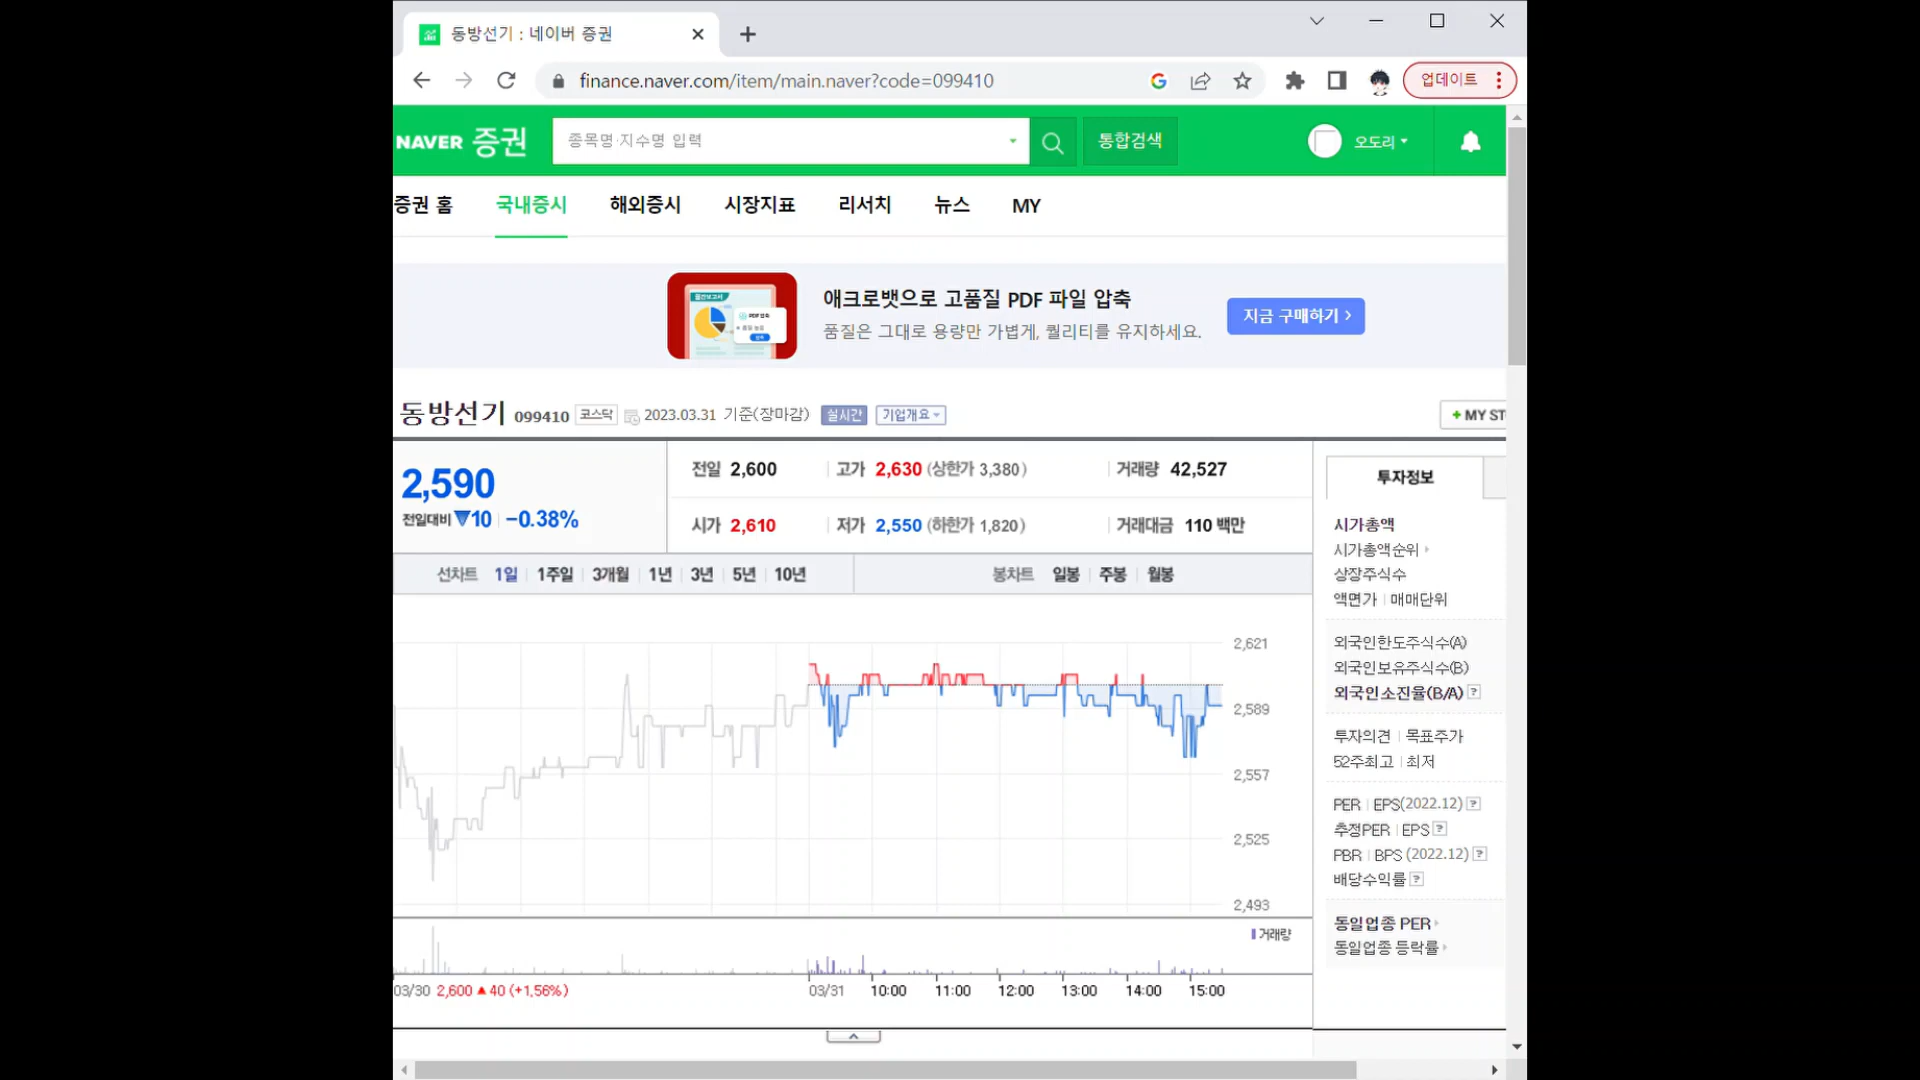 동방선기 : 네이버 증권
finance.naver.com/item/main.naver?code=099410
업데이트
NAVER 증권
종목명·지수명 입력
통합검색
오도리
증권 홈 국내증시 해외증시 시장지표 리서치 뉴스 MY
애크로뱃으로 고품질 PDF 파일 압축
품질은 그대로 용량만 가볍게, 퀄리티를 유지하세요.
지금 구매하기
PDF 압축
동방선기 099410 코스닥 2023.03.31 기준(장마감) 실시간 기업개요
+ MY ST
2,590
전일대비 ▼10 -0.38%
전일 2,600 고가 2,630 (상한가 3,380) 거래량 42,527
시가 2,610 저가 2,550 (하한가 1,820) 거래대금 110 백만
선차트 1일 1주일 3개월 1년 3년 5년 10년 봉차트 일봉 주봉 월봉
2,621
2,589
2,557
2,525
2,493
거래량
03/30 2,600 ▲40 (+1.56%) 03/31 10:00 11:00 12:00 13:00 14:00 15:00
투자정보
시가총액
시가총액순위
상장주식수
액면가 | 매매단위
외국인한도주식수(A)
외국인보유주식수(B)
외국인소진율(B/A) ?
투자의견 | 목표주가
52주최고 | 최저
PER | EPS(2022.12) ?
추정PER | EPS ?
PBR | BPS (2022.12) ?
배당수익률 ?
동일업종 PER
동일업종 등락률